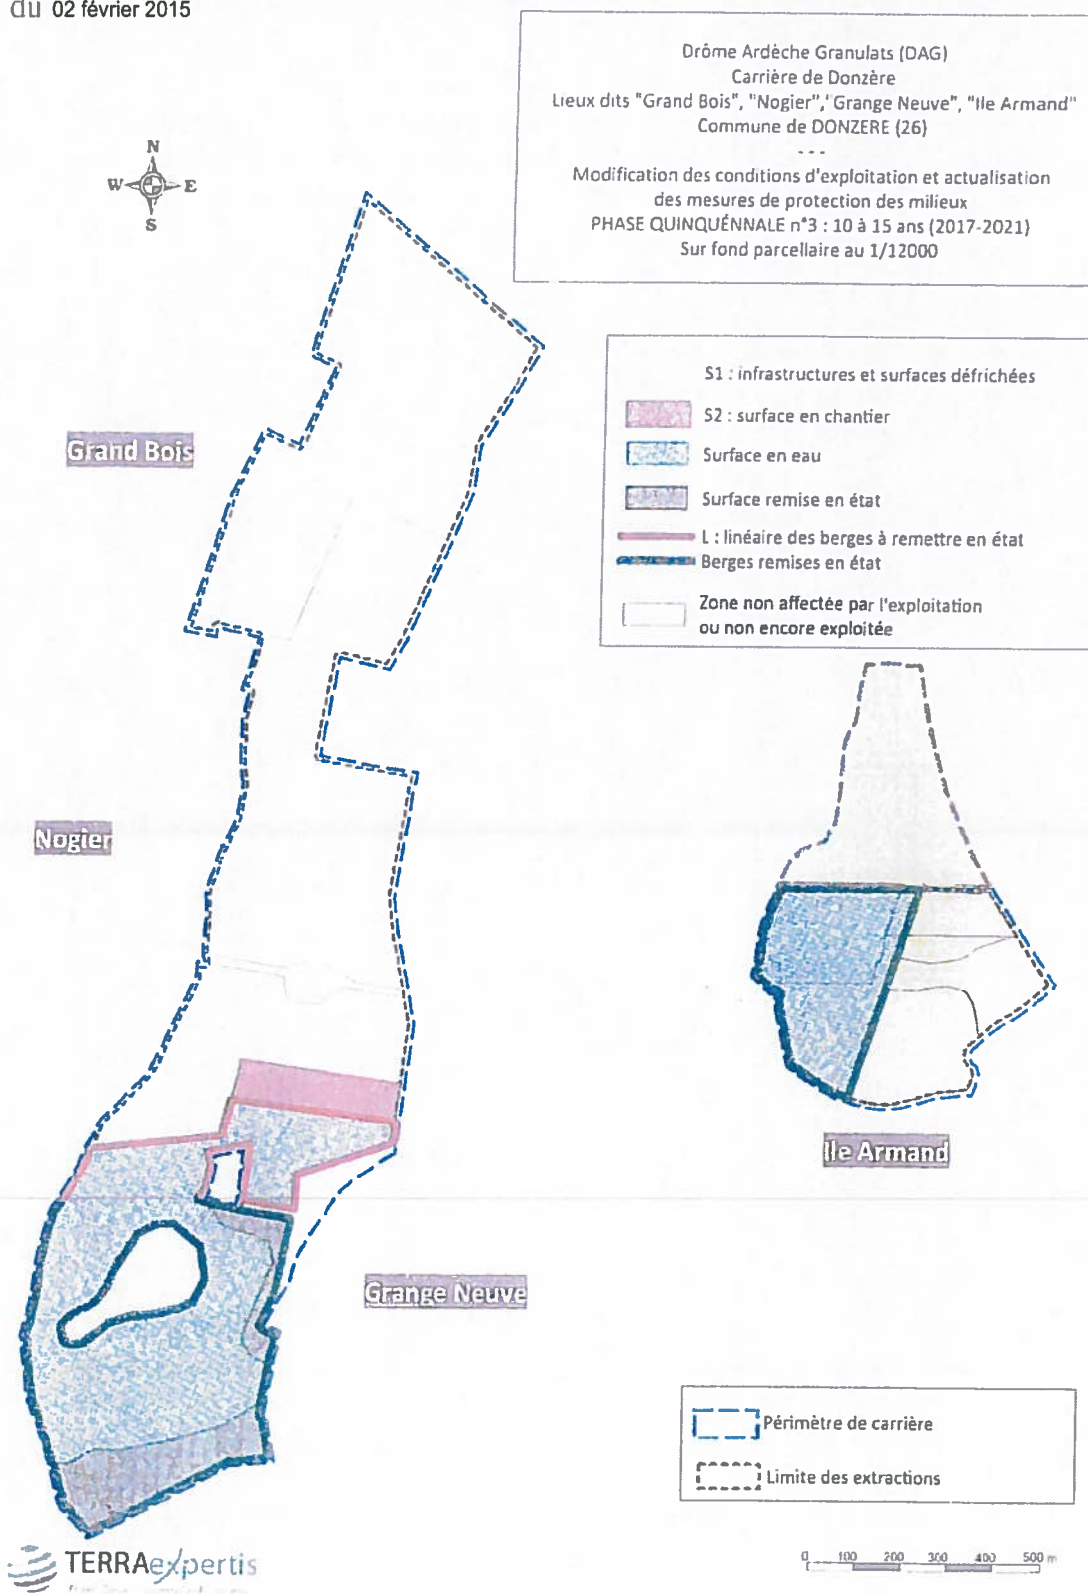 du 02 février 2015
Drôme Ardèche Granulats (DAG)
Carrière de Donzère
Lieux dits "Grand Bois", "Nogier", "Grange Neuve", "Ile Armand"
Commune de DONZERE (26)
---
Modification des conditions d'exploitation et actualisation
des mesures de protection des milieux
PHASE QUINQUÉNNALE n°3 : 10 à 15 ans (2017-2021)
Sur fond parcellaire au 1/12000
N
W E
S
S1 : infrastructures et surfaces défrichées
S2 : surface en chantier
Surface en eau
Surface remise en état
L : linéaire des berges à remettre en état
Berges remises en état
Zone non affectée par l'exploitation
ou non encore exploitée
Grand Bois
Nogier
Ile Armand
Grange Neuve
Périmètre de carrière
Limite des extractions
TERRAexpertis
0 100 200 300 400 500 m